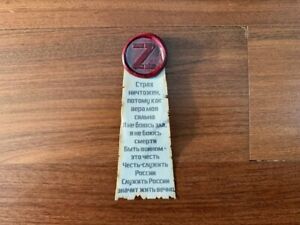 Z
Страх
ничтожен,
потому как
вера моя
сильна
Я не боюсь зла,
я не боюсь
смерти
Быть воином -
это честь
Честь-служить
России
Служить России
значит жить вечно